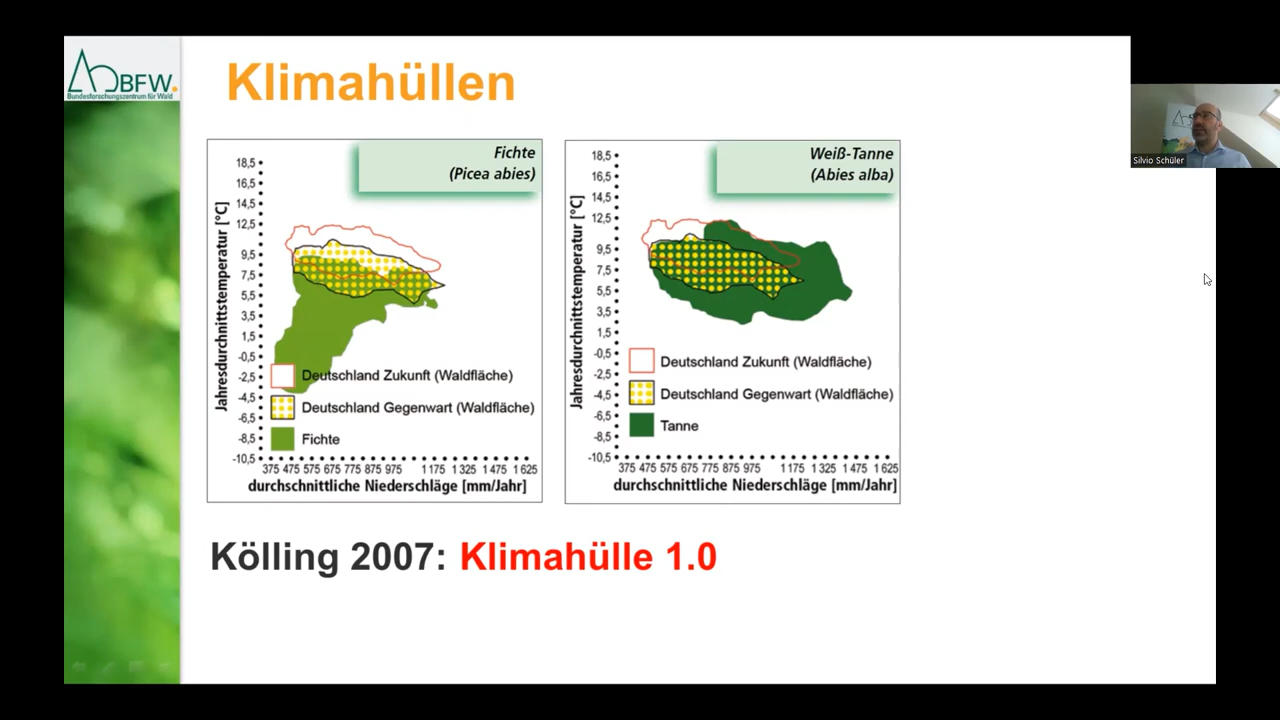 BFW.
Bundesforschungszentrum für Wald
Klimahüllen
Silvio Schüler
Fichte
(Picea abies)
Jahresdurchschnittstemperatur [°C]
18,5
16,5
14,5
12,5
9,5
7,5
5,5
3,5
1,5
-0,5
-2,5
-4,5
-6,5
-8,5
-10,5
Deutschland Zukunft (Waldfläche)
Deutschland Gegenwart (Waldfläche)
Fichte
375 475 575 675 775 875 975 1 175 1 325 1 475 1 625
durchschnittliche Niederschläge [mm/Jahr]
Weiß-Tanne
(Abies alba)
Jahresdurchschnittstemperatur [°C]
18,5
16,5
14,5
12,5
9,5
7,5
5,5
3,5
1,5
-0,5
-2,5
-4,5
-6,5
-8,5
-10,5
Deutschland Zukunft (Waldfläche)
Deutschland Gegenwart (Waldfläche)
Tanne
375 475 575 675 775 875 975 1 175 1 325 1 475 1 625
durchschnittliche Niederschläge [mm/Jahr]
Kölling 2007: Klimahülle 1.0